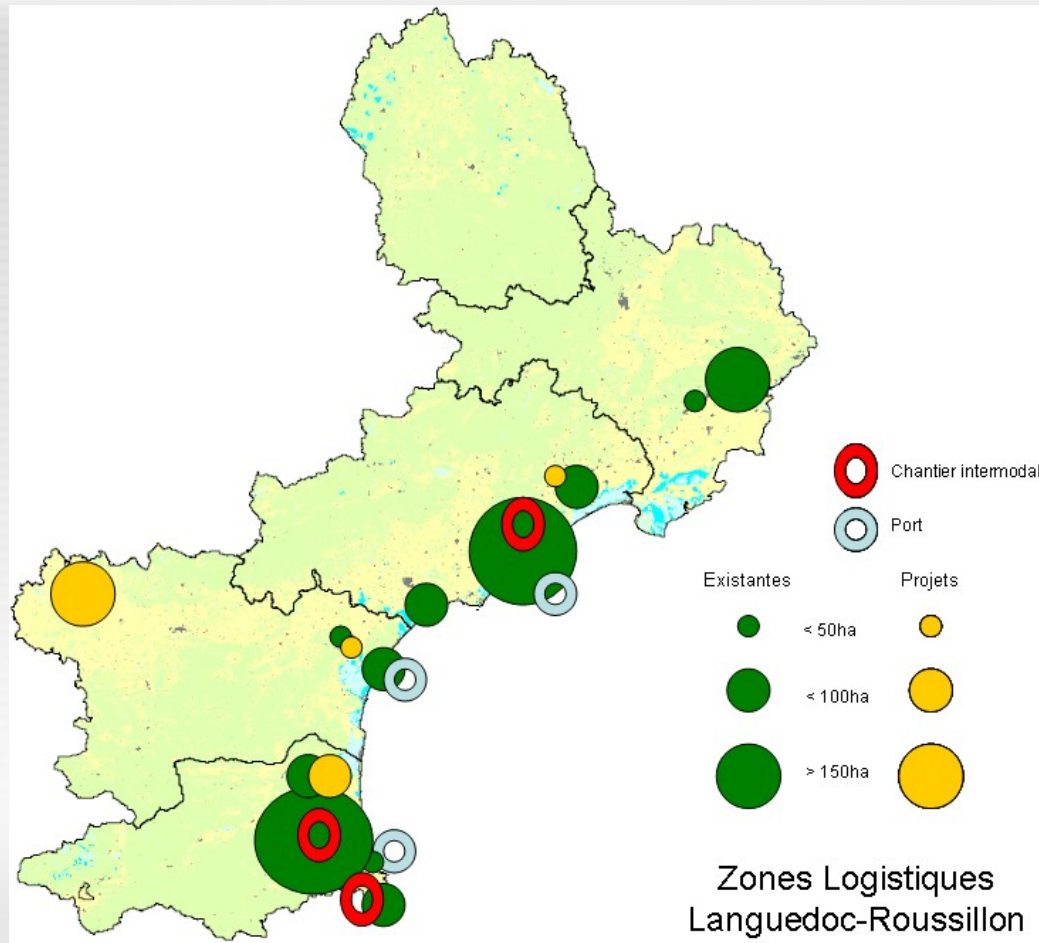 Chantier intermodal
Port
Existantes Projets
< 50ha
< 100ha
> 150ha
Zones Logistiques
Languedoc-Roussillon